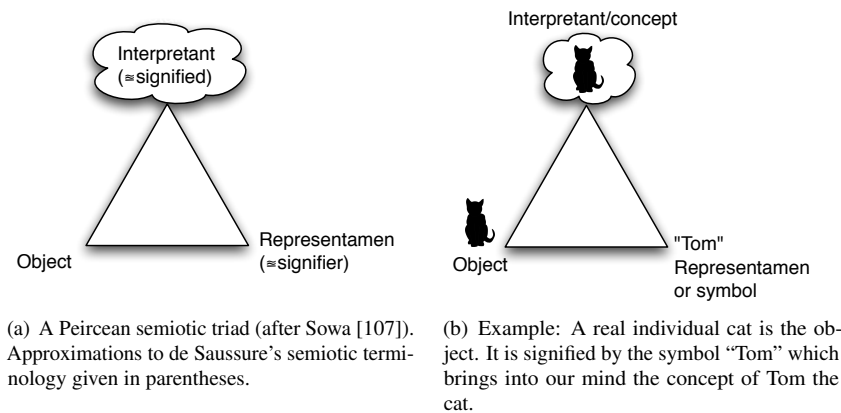 Interpretant
(≅signified)
Object
Representamen
(≅signifier)
(a) A Peircean semiotic triad (after Sowa [107]).
Approximations to de Saussure's semiotic termi-
nology given in parentheses.
Interpretant/concept
Object
"Tom"
Representamen
or symbol
(b) Example: A real individual cat is the ob-
ject. It is signified by the symbol “Tom” which
brings into our mind the concept of Tom the
cat.